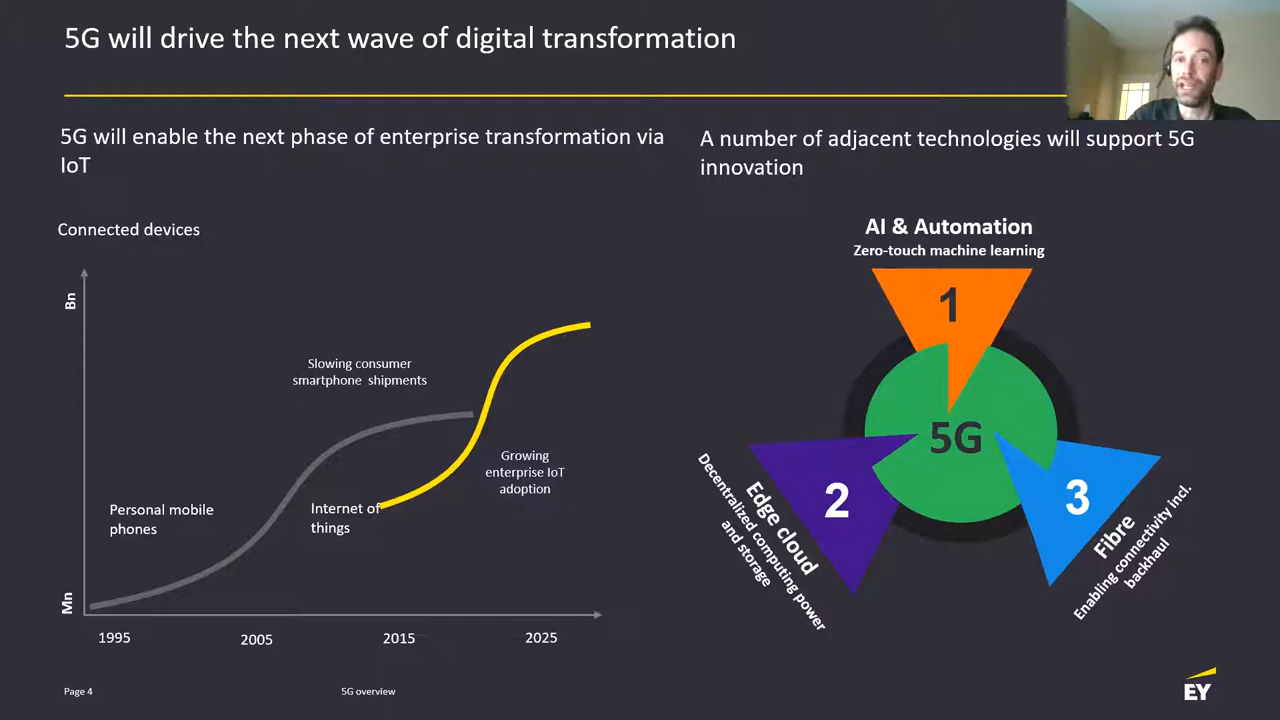 5G will drive the next wave of digital transformation
5G will enable the next phase of enterprise transformation via
IoT
Connected devices
Bn
Slowing consumer
smartphone shipments
Growing
enterprise IoT
adoption
Personal mobile
phones
Internet of
things
Mn
1995
2005
2015
2025
A number of adjacent technologies will support 5G
innovation
AI & Automation
Zero-touch machine learning
1
5G
2
Edge cloud
Decentralized computing power
and storage
3
Fibre
Enabling connectivity incl.
backhaul
Page 4
5G overview
EY